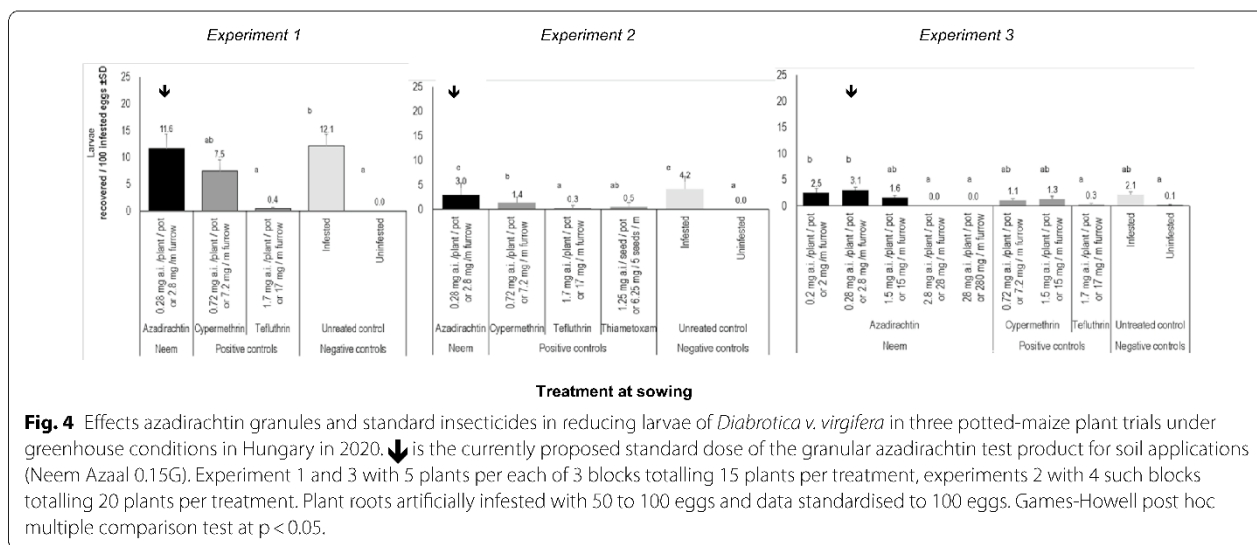 Experiment 1
Experiment 2
Experiment 3
Larvae
recovered / 100 infested eggs ±SD
25
20
15
10
5
0
11.6
ab
7.5
a
0.4
b
12.1
a
0.0
0.28 mg a.i. /plant / pot
or 2.8 mg /m furrow
0.72 mg a.i. /plant / pot
or 7.2 mg / m furrow
1.7 mg a.i. /plant / pot
or 17 mg / m furrow
Infested
Uninfested
Azadirachtin
Cypermethrin
Tefluthrin
Unreated control
Neem
Positive controls
Negative controls
25
20
15
10
5
0
c
3.0
b
1.4
a
0.3
ab
0.5
c
4.2
a
0.0
0.28 mg a.i. /plant / pot
or 2.8 mg /m furrow
0.72 mg a.i. /plant / pot
or 7.2 mg / m furrow
1.7 mg a.i. /plant / pot
or 17 mg / m furrow
1.25 mg a.i. / seed / pot
or 6.25 mg / 5 seeds / m
Infested
Uninfested
Azadirachtin
Cypermethrin
Tefluthrin
Thiametoxam
Unreated control
Neem
Positive controls
Negative controls
25
20
15
10
5
0
b
2.5
b
3.1
ab
1.6
a
0.0
a
0.0
ab
1.1
ab
1.3
a
0.3
ab
2.1
a
0.1
0.2 mg a.i. /plant / pot
or 2 mg / m furrow
0.28 mg a.i. /plant / pot
or 2.8 mg / m furrow
1.5 mg a.i. /plant / pot
or 15 mg / m furrow
2.8 mg a.i. /plant / pot
or 28 mg / m furrow
28 mg a.i. /plant / pot
or 280 mg / m furrow
0.72 mg a.i. /plant / pot
or 7.2 mg / m furrow
1.5 mg a.i. /plant / pot
or 15 mg / m furrow
1.7 mg a.i. /plant / pot
or 17 mg / m furrow
Infested
Uninfested
Azadirachtin
Cypermethrin
Tefluthrin
Untreated control
Neem
Positive controls
Negative controls
Treatment at sowing
Fig. 4 Effects azadirachtin granules and standard insecticides in reducing larvae of Diabrotica v. virgifera in three potted-maize plant trials under
greenhouse conditions in Hungary in 2020. ↓ is the currently proposed standard dose of the granular azadirachtin test product for soil applications
(Neem Azaal 0.15G). Experiment 1 and 3 with 5 plants per each of 3 blocks totalling 15 plants per treatment, experiments 2 with 4 such blocks
totalling 20 plants per treatment. Plant roots artificially infested with 50 to 100 eggs and data standardised to 100 eggs. Games-Howell post hoc
multiple comparison test at p < 0.05.